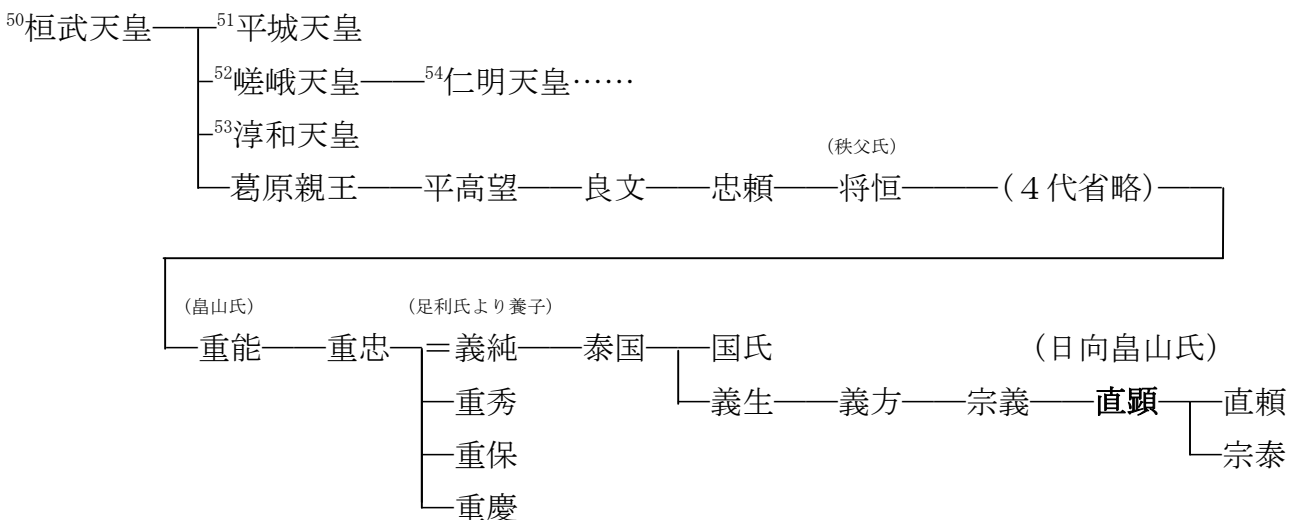 50桓武天皇 51平城天皇
52嵯峨天皇 54仁明天皇……
53淳和天皇
(秩父氏)
葛原親王 平高望 良文 忠頼 将恒 (4代省略)
(畠山氏) (足利氏より養子)
重能 重忠 =義純 泰国 国氏 (日向畠山氏)
重秀 義生 義方 宗義 直顕 直頼
重保 宗泰
重慶